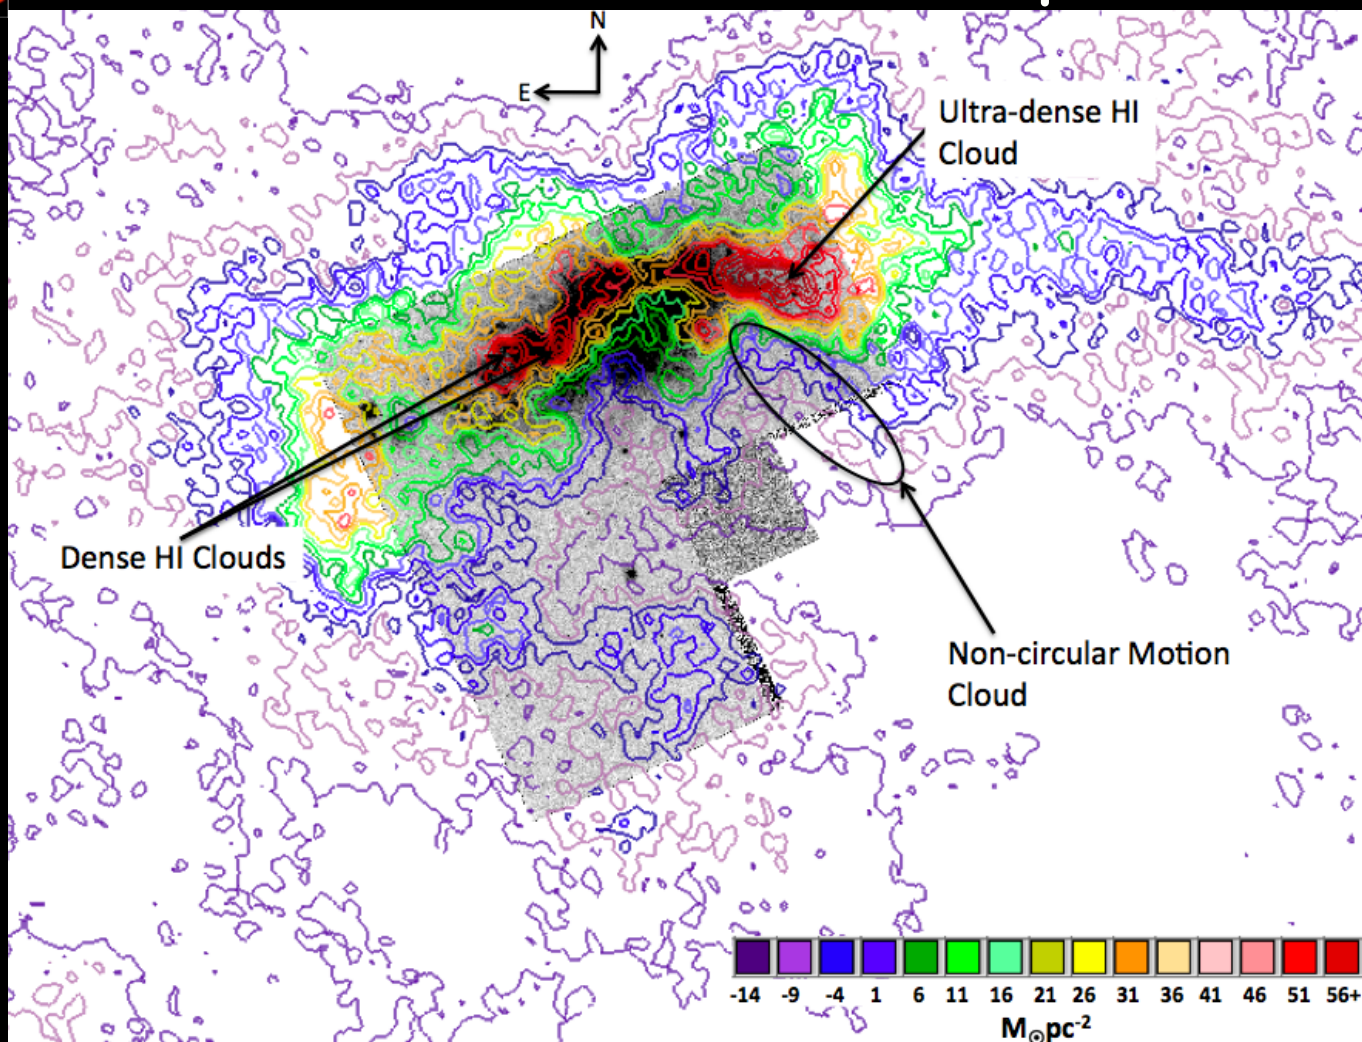 N
E
Ultra-dense HI
Cloud
Dense HI Clouds
Non-circular Motion
Cloud
-14 -9 -4 1 6 11 16 21 26 31 36 41 46 51 56+
M☉pc⁻²